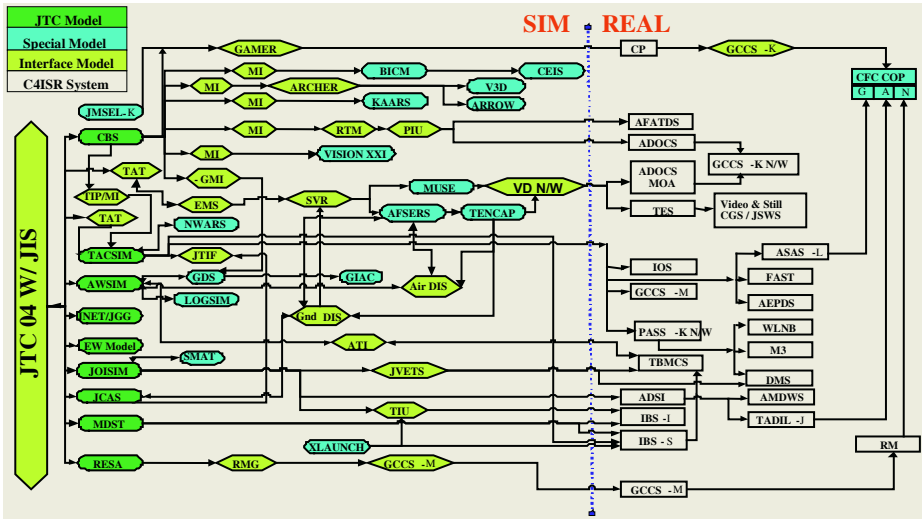 JTC Model
Special Model
Interface Model
C4ISR System
SIM
REAL
GAMER
CP
GCCS -K
MI
BICM
CEIS
MI
ARCHER
V3D
CFC COP
G A N
JMSEL-K
MI
KAARS
ARROW
CBS
MI
RTM
PIU
AFATDS
ADOCS
MI
VISION XXI
GCCS -K N/W
TAT
- GMI
MUSE
VD N/W
ADOCS
MOA
TIP/MI
EMS
SVR
AFSERS
TENCAP
TES
Video & Still
CGS / JSWS
TAT
NWARS
JTC 04 W/ JIS
TACSIM
JTIF
ASAS -L
IOS
AWSIM
GDS
GIAC
Air DIS
FAST
GCCS -M
LOGSIM
AEPDS
JNET/JGG
Gnd DIS
PASS -K N/W
WLNB
EW Model
ATI
M3
SMAT
TBMCS
JOISIM
JVETS
DMS
JCAS
ADSI
AMDWS
TIU
IBS -I
TADIL -J
MDST
XLAUNCH
IBS - S
RM
RESA
RMG
GCCS -M
GCCS -M